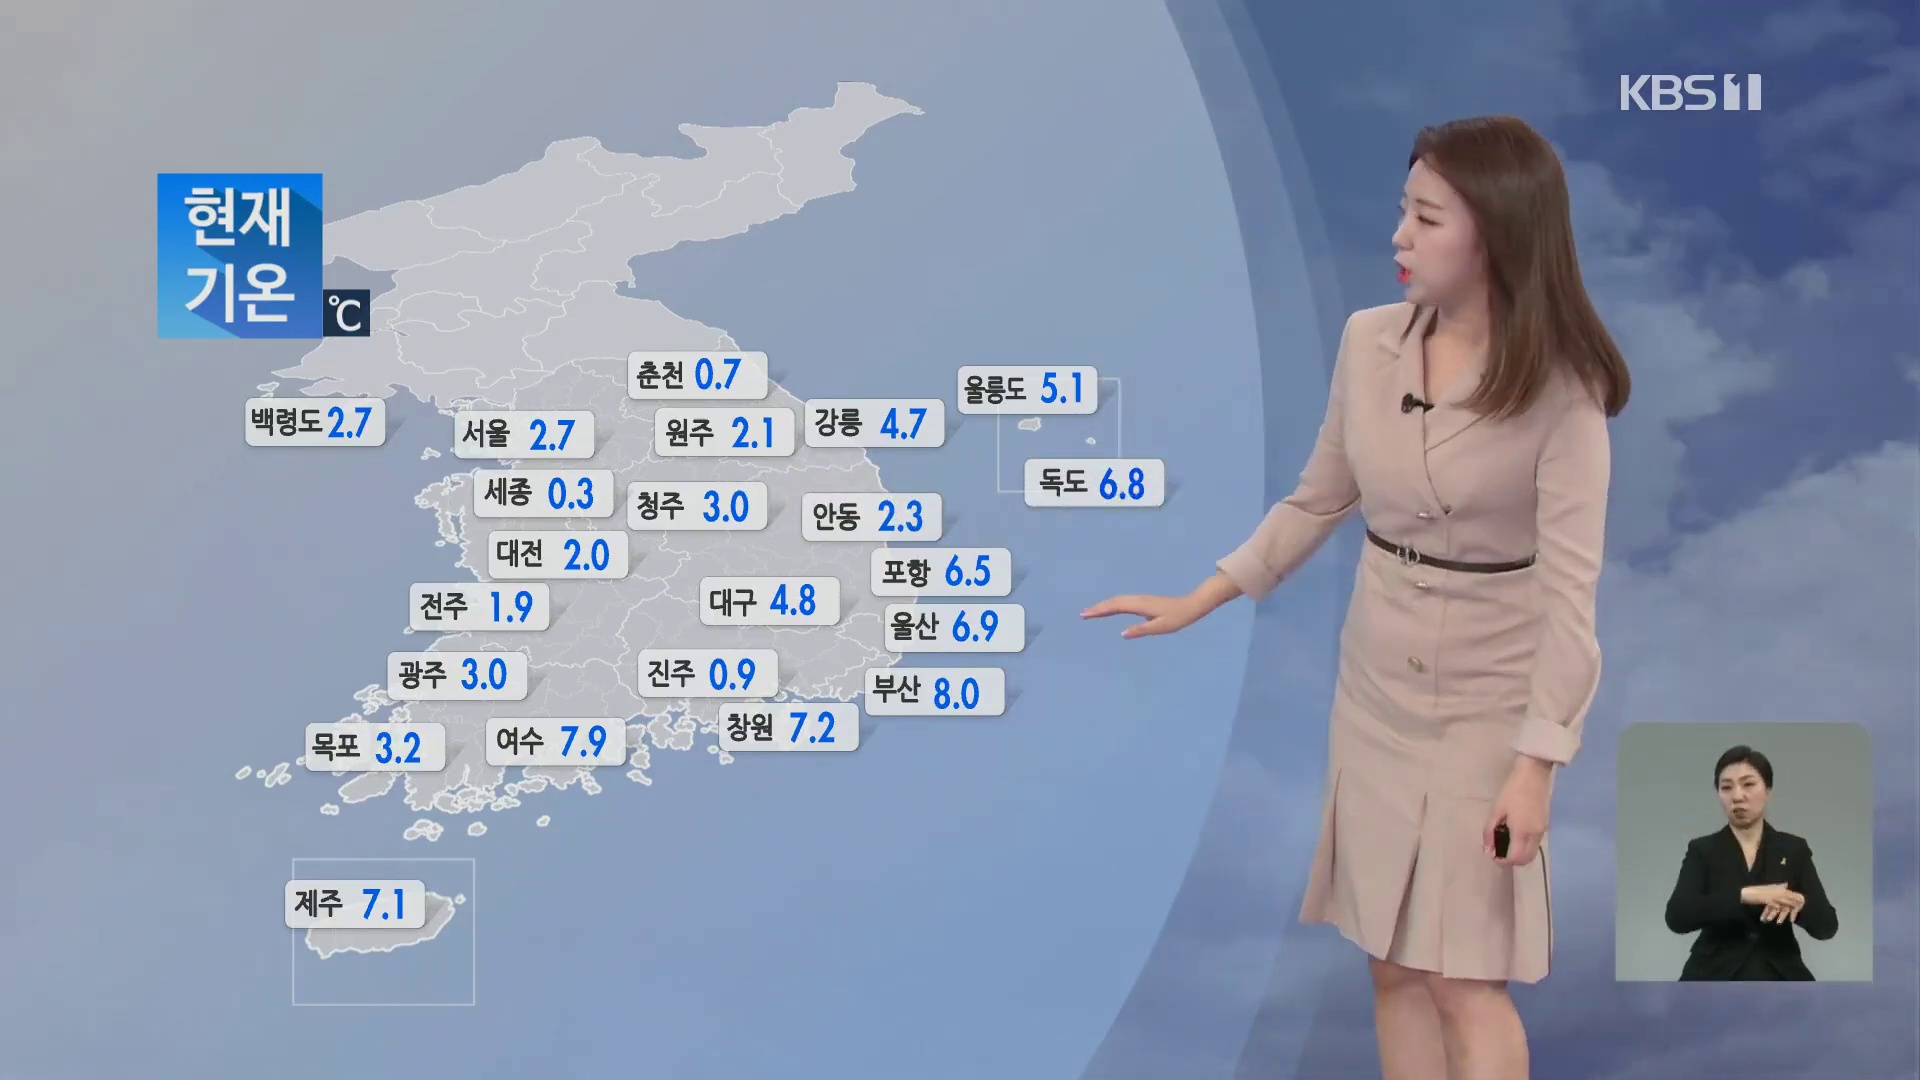 KBS 1
현재
기온
℃
춘천 0.7
울릉도 5.1
백령도 2.7
서울 2.7
원주 2.1
강릉 4.7
독도 6.8
세종 0.3
청주 3.0
안동 2.3
대전 2.0
포항 6.5
전주 1.9
대구 4.8
울산 6.9
광주 3.0
진주 0.9
부산 8.0
목포 3.2
여수 7.9
창원 7.2
제주 7.1